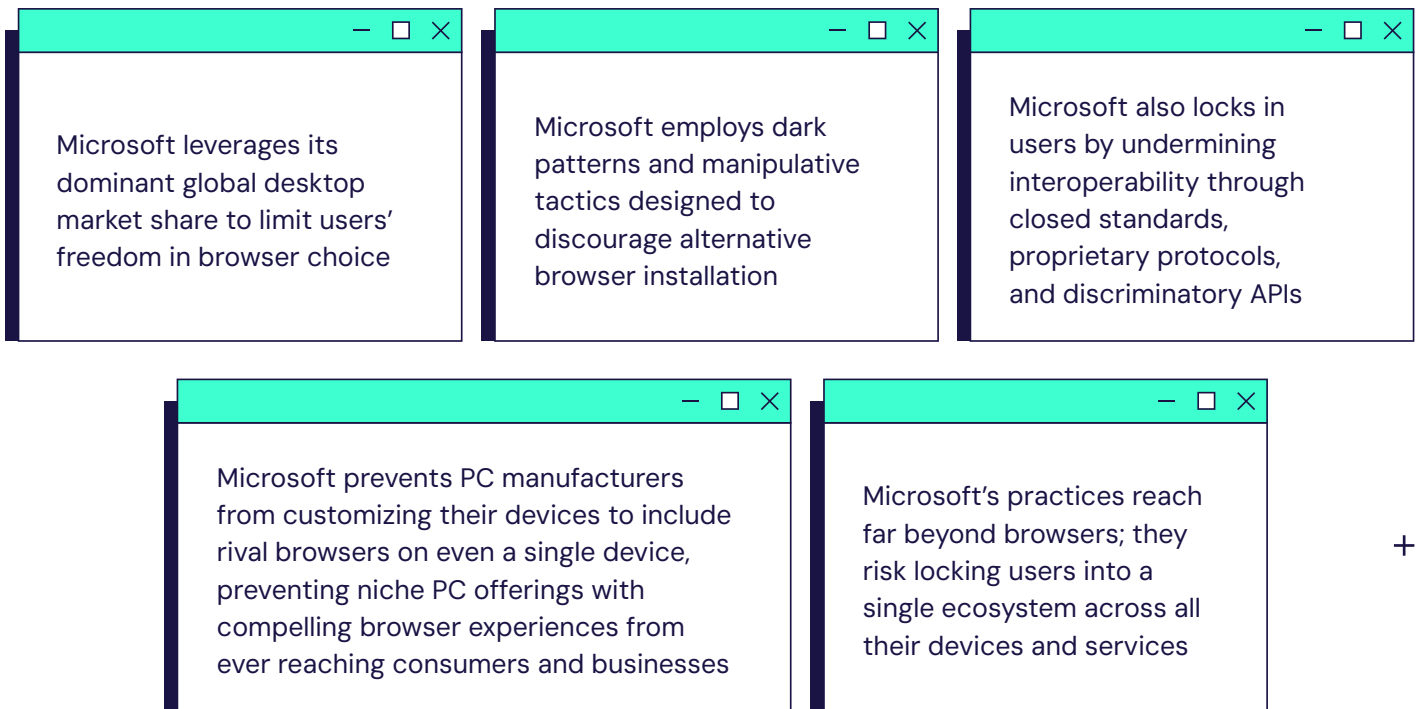 Microsoft leverages its
dominant global desktop
market share to limit users’
freedom in browser choice
Microsoft employs dark
patterns and manipulative
tactics designed to
discourage alternative
browser installation
Microsoft also locks in
users by undermining
interoperability through
closed standards,
proprietary protocols,
and discriminatory APIs
Microsoft prevents PC manufacturers
from customizing their devices to include
rival browsers on even a single device,
preventing niche PC offerings with
compelling browser experiences from
ever reaching consumers and businesses
Microsoft’s practices reach
far beyond browsers; they
risk locking users into a
single ecosystem across all
their devices and services